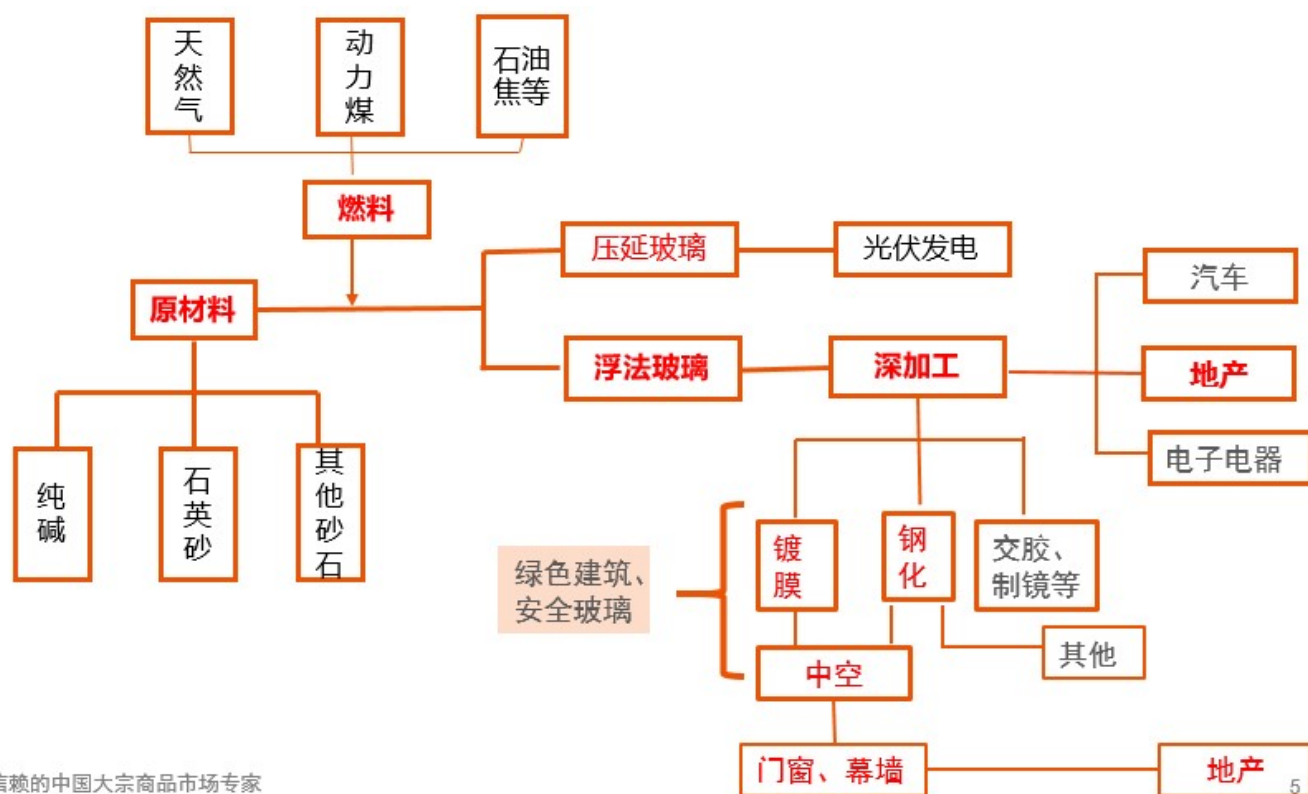 天
然
气
动
力
煤
石油
焦等
燃料
压延玻璃
光伏发电
汽车
原材料
浮法玻璃
深加工
地产
电子电器
纯
碱
石
英
砂
其
他
砂
石
绿色建筑、
安全玻璃
镀
膜
钢
化
交胶、
制镜等
其他
中空
门窗、幕墙
地产
信赖的中国大宗商品市场专家
5